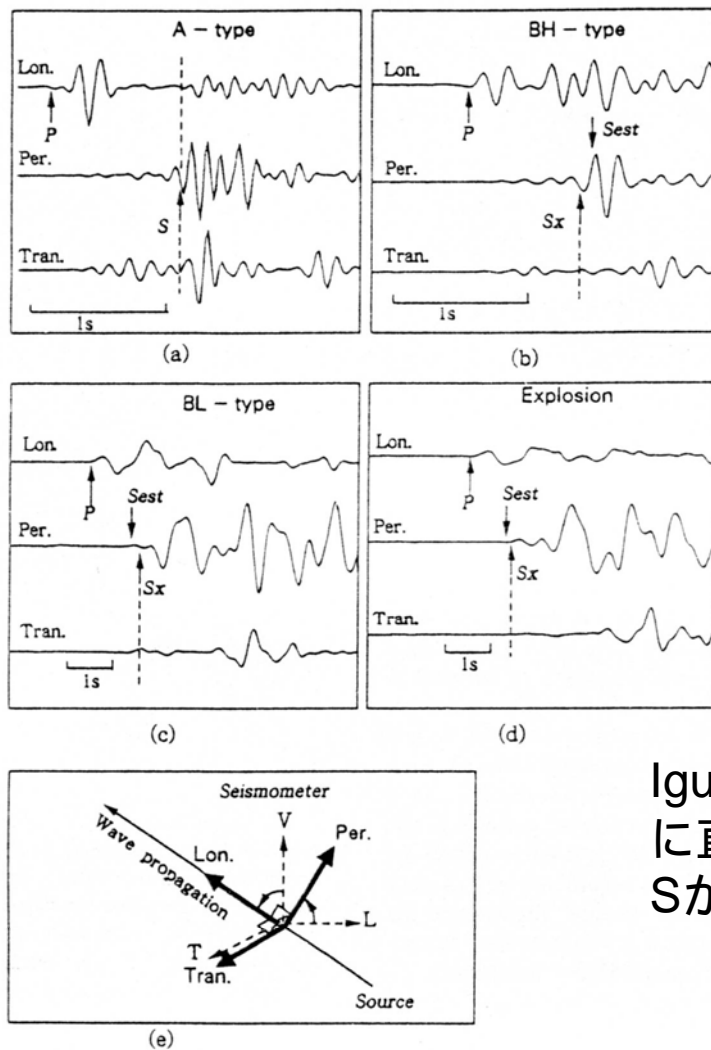 A - type
Lon.
P
Per.
S
Tran.
1s
(a)
BH - type
Lon.
P
Sest
Per.
Sx
Tran.
1s
(b)
BL - type
Lon.
P
Sest
Per.
Sx
Tran.
1s
(c)
Explosion
Lon.
P
Sest
Per.
Sx
Tran.
1s
(d)
Seismometer
V
Per.
Lon.
Wave propagation
L
T
Tran.
Source
(e)
Igu
に直
Sが